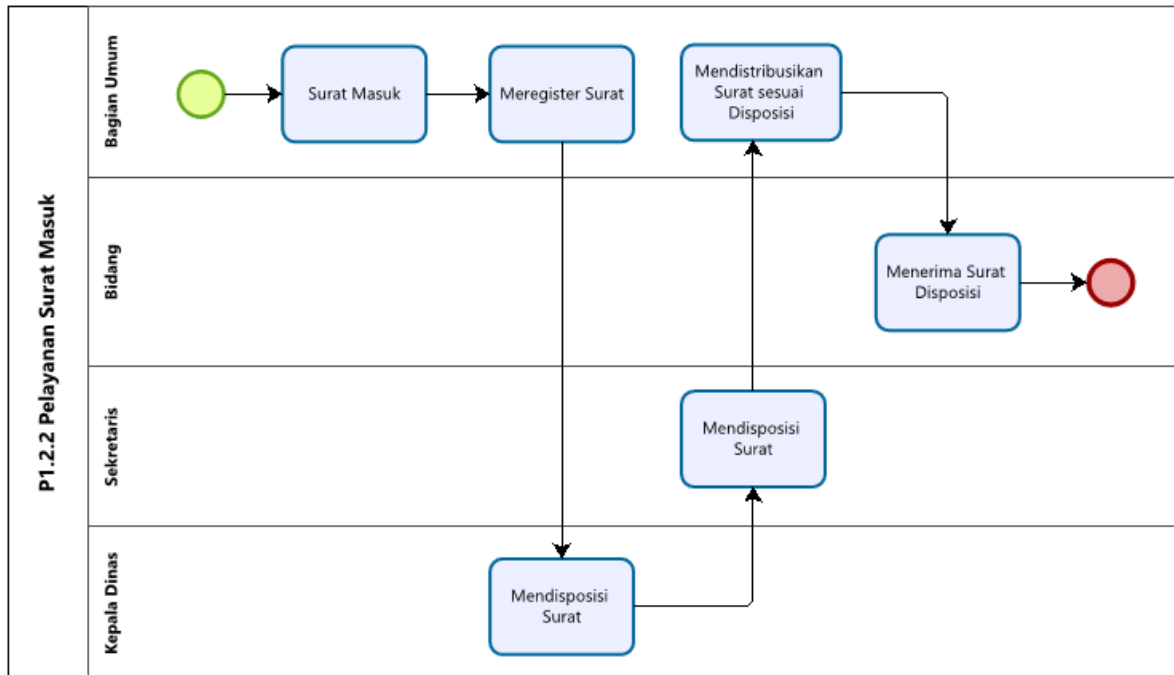 P1.2.2 Pelayanan Surat Masuk
Bagian Umum
Surat Masuk
Meregister Surat
Mendistribusikan
Surat sesuai
Disposisi
Bidang
Menerima Surat
Disposisi
Sekretaris
Mendisposisi
Surat
Kepala Dinas
Mendisposisi
Surat